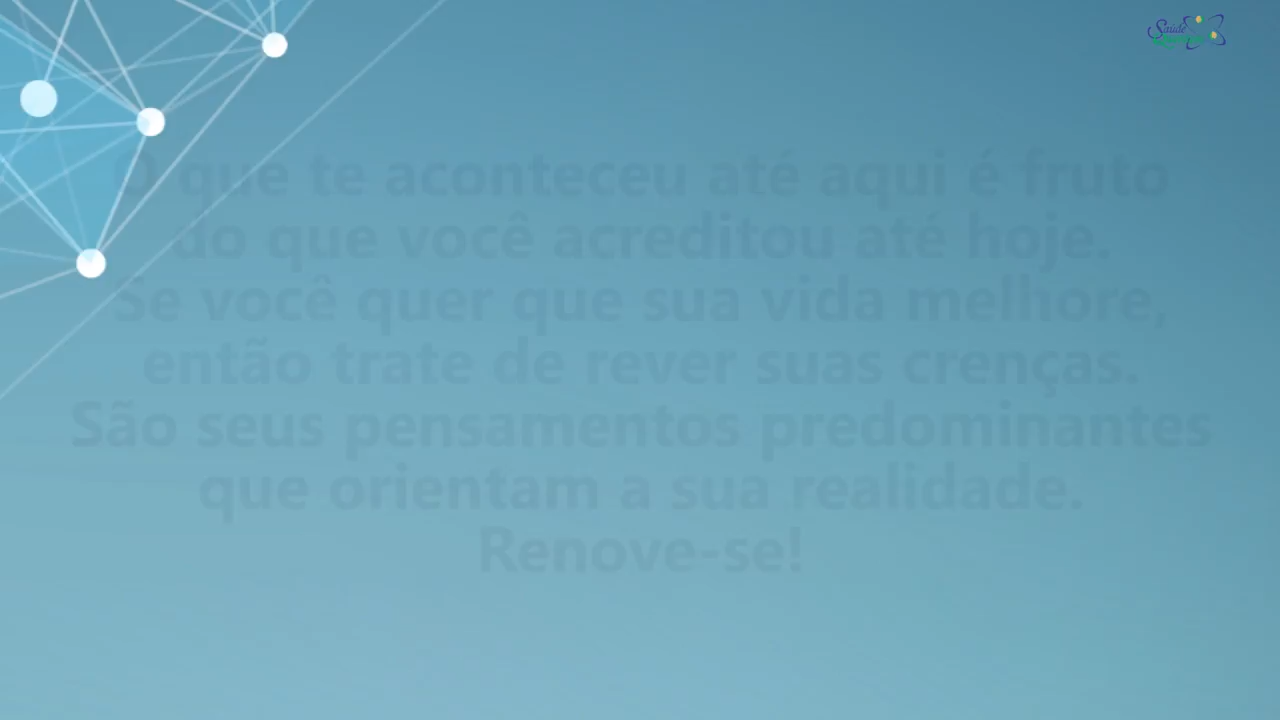 Saúde
O que te aconteceu até aqui é fruto
do que você acreditou até hoje.
Se você quer que sua vida melhore,
então trate de rever suas crenças.
São seus pensamentos predominantes
que orientam a sua realidade.
Renove-se!